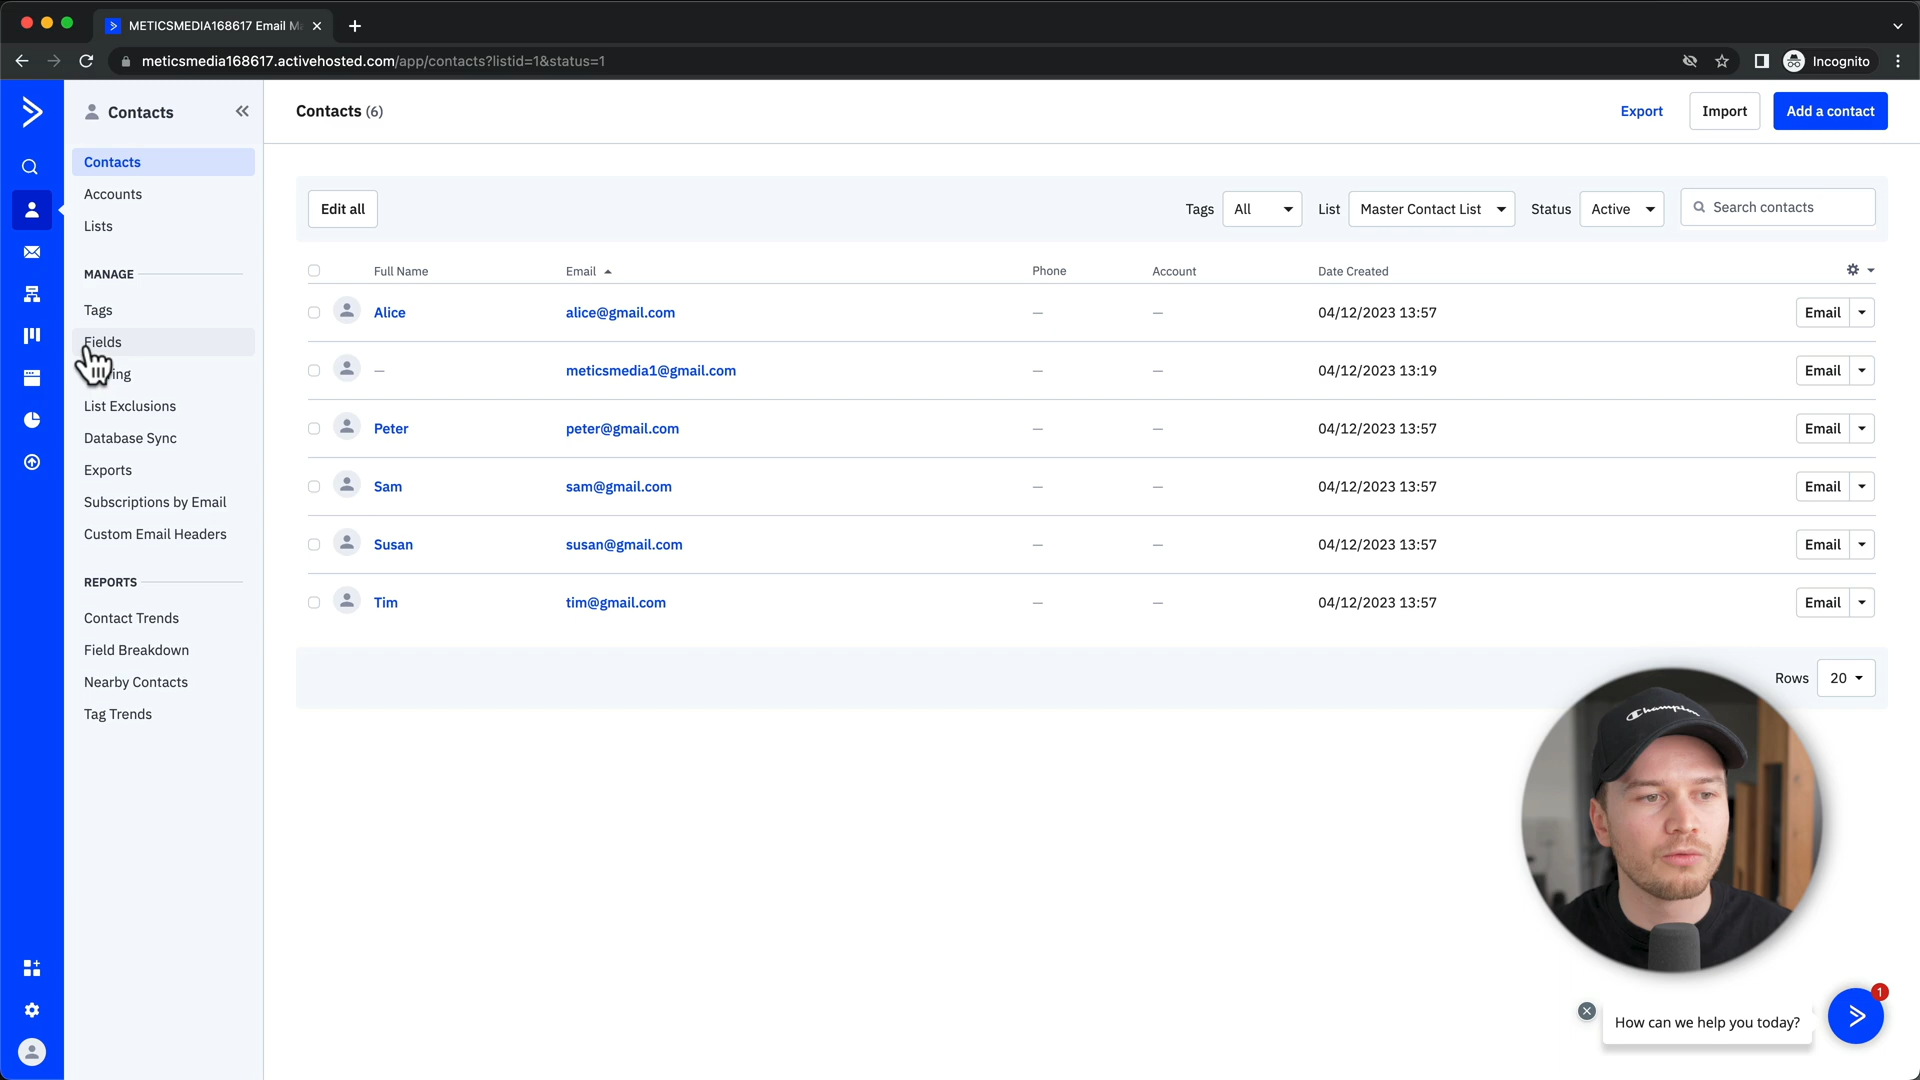 METICSMEDIA168617 Email Ma
meticsmedia168617.activehosted.com/app/contacts?listid=1&status=1
Incognito
Contacts
Contacts
Accounts
Lists
MANAGE
Tags
Fields
ing
List Exclusions
Database Sync
Exports
Subscriptions by Email
Custom Email Headers
REPORTS
Contact Trends
Field Breakdown
Nearby Contacts
Tag Trends
Contacts (6)
Export
Import
Add a contact
Edit all
Tags All List Master Contact List Status Active Search contacts
Full Name Email Phone Account Date Created
Alice alice@gmail.com — — 04/12/2023 13:57 Email
— meticsmedia1@gmail.com — — 04/12/2023 13:19 Email
Peter peter@gmail.com — — 04/12/2023 13:57 Email
Sam sam@gmail.com — — 04/12/2023 13:57 Email
Susan susan@gmail.com — — 04/12/2023 13:57 Email
Tim tim@gmail.com — — 04/12/2023 13:57 Email
Rows 20
Champion
How can we help you today?
1